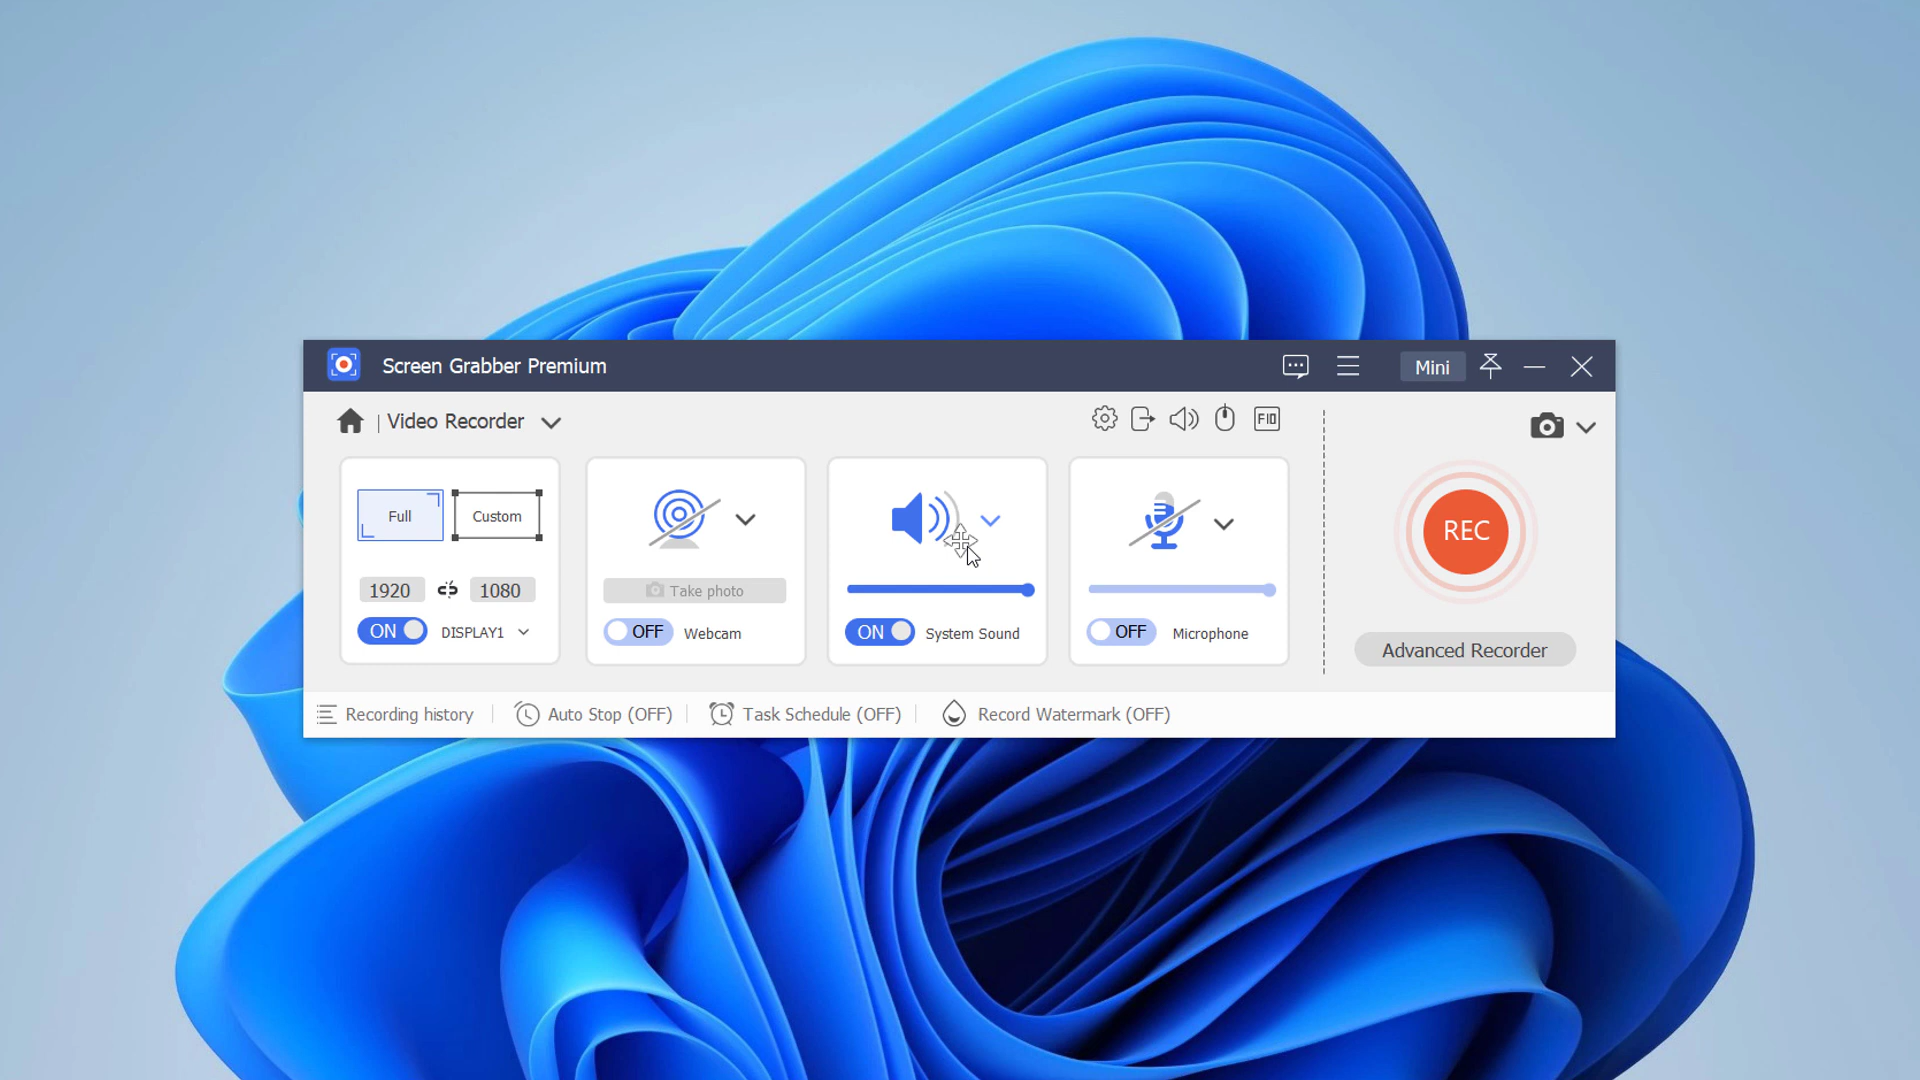 Screen Grabber Premium
Mini
Video Recorder
F10
Full
Custom
1920
1080
ON
DISPLAY1
Take photo
OFF
Webcam
ON
System Sound
OFF
Microphone
REC
Advanced Recorder
Recording history
Auto Stop (OFF)
Task Schedule (OFF)
Record Watermark (OFF)